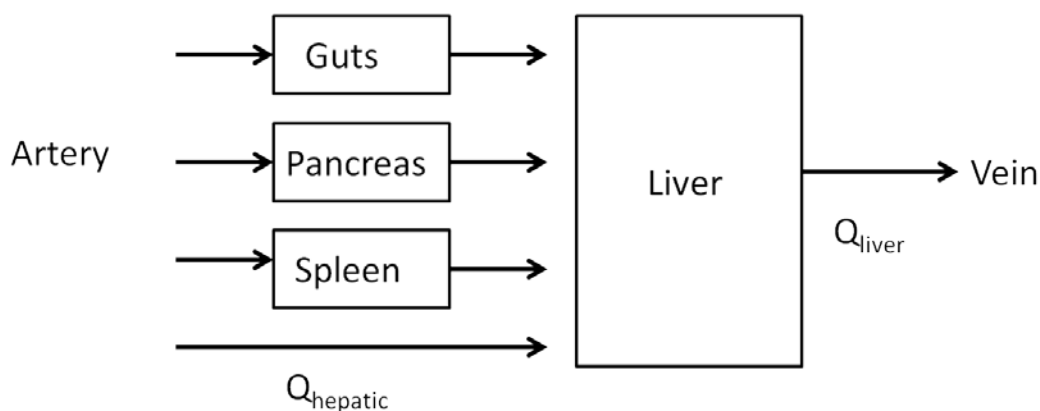 Guts
Artery
Pancreas
Liver
Vein
Q_liver
Spleen
Q_hepatic